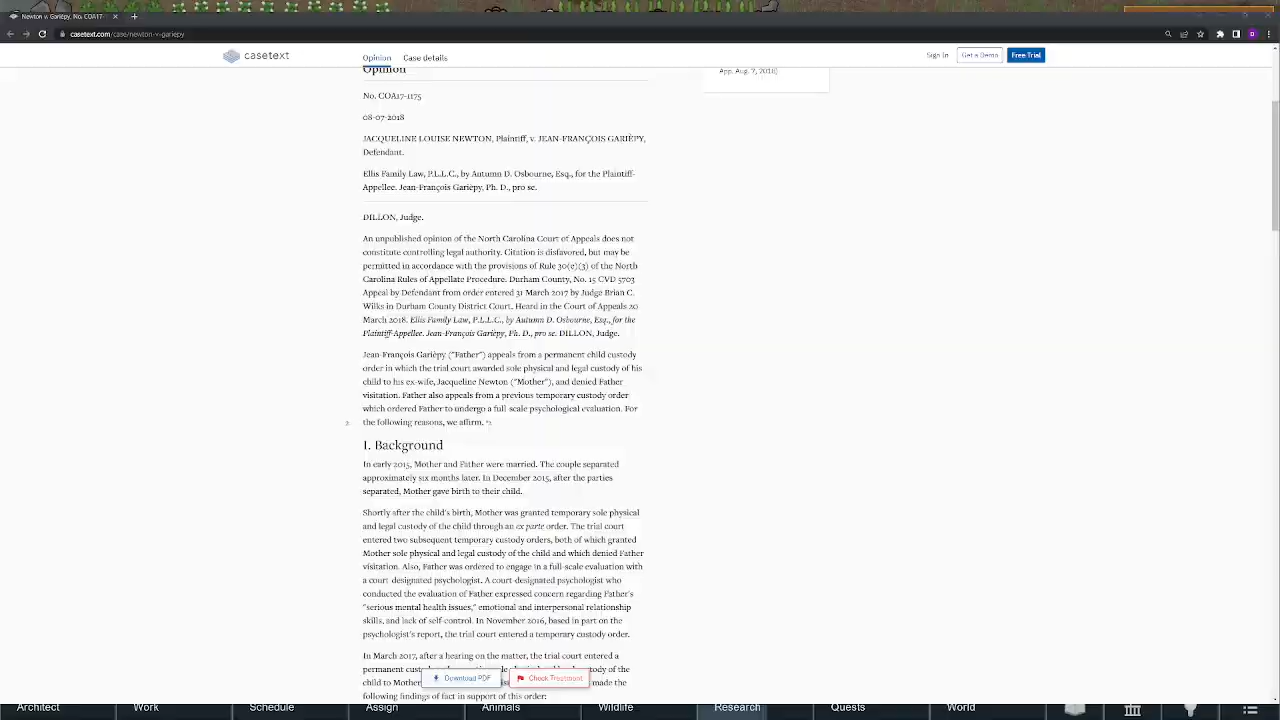 Newton v. Gariépy, No. COA17-
casetext.com/case/newton-v-gariepy
casetext
Opinion
Case details
Sign In
Get a Demo
Free Trial
Opinion
App. Aug. 7, 2018)
No. COA17-1175
08-07-2018
JACQUELINE LOUISE NEWTON, Plaintiff, v. JEAN-FRANÇOIS GARIÉPY,
Defendant.
Ellis Family Law, P.L.L.C., by Autumn D. Osbourne, Esq., for the Plaintiff-
Appellee. Jean-François Gariépy, Ph. D., pro se.
DILLON, Judge.
An unpublished opinion of the North Carolina Court of Appeals does not
constitute controlling legal authority. Citation is disfavored, but may be
permitted in accordance with the provisions of Rule 30(e)(3) of the North
Carolina Rules of Appellate Procedure. Durham County, No. 15 CVD 5703
Appeal by Defendant from order entered 31 March 2017 by Judge Brian C.
Wilks in Durham County District Court. Heard in the Court of Appeals 20
March 2018. Ellis Family Law, P.L.L.C., by Autumn D. Osbourne, Esq., for the
Plaintiff-Appellee. Jean-François Gariépy, Ph. D., pro se. DILLON, Judge.
Jean-François Gariépy ("Father") appeals from a permanent child custody
order in which the trial court awarded sole physical and legal custody of his
child to his ex-wife, Jacqueline Newton ("Mother"), and denied Father
visitation. Father also appeals from a previous temporary custody order
which ordered Father to undergo a full-scale psychological evaluation. For
2 the following reasons, we affirm. *2
I. Background
In early 2015, Mother and Father were married. The couple separated
approximately six months later. In December 2015, after the parties
separated, Mother gave birth to their child.
Shortly after the child's birth, Mother was granted temporary sole physical
and legal custody of the child through an ex parte order. The trial court
entered two subsequent temporary custody orders, both of which granted
Mother sole physical and legal custody of the child and which denied Father
visitation. Also, Father was ordered to engage in a full-scale evaluation with
a court-designated psychologist. A court-designated psychologist who
conducted the evaluation of Father expressed concern regarding Father's
"serious mental health issues," emotional and interpersonal relationship
skills, and lack of self-control. In November 2016, based in part on the
psychologist's report, the trial court entered a temporary custody order.
In March 2017, after a hearing on the matter, the trial court entered a
permanent custody of the
child to Mother made the
following findings of fact in support of this order:
Download PDF
Check Treatment
Architect
Work
Schedule
Assign
Animals
Wildlife
Research
Quests
World